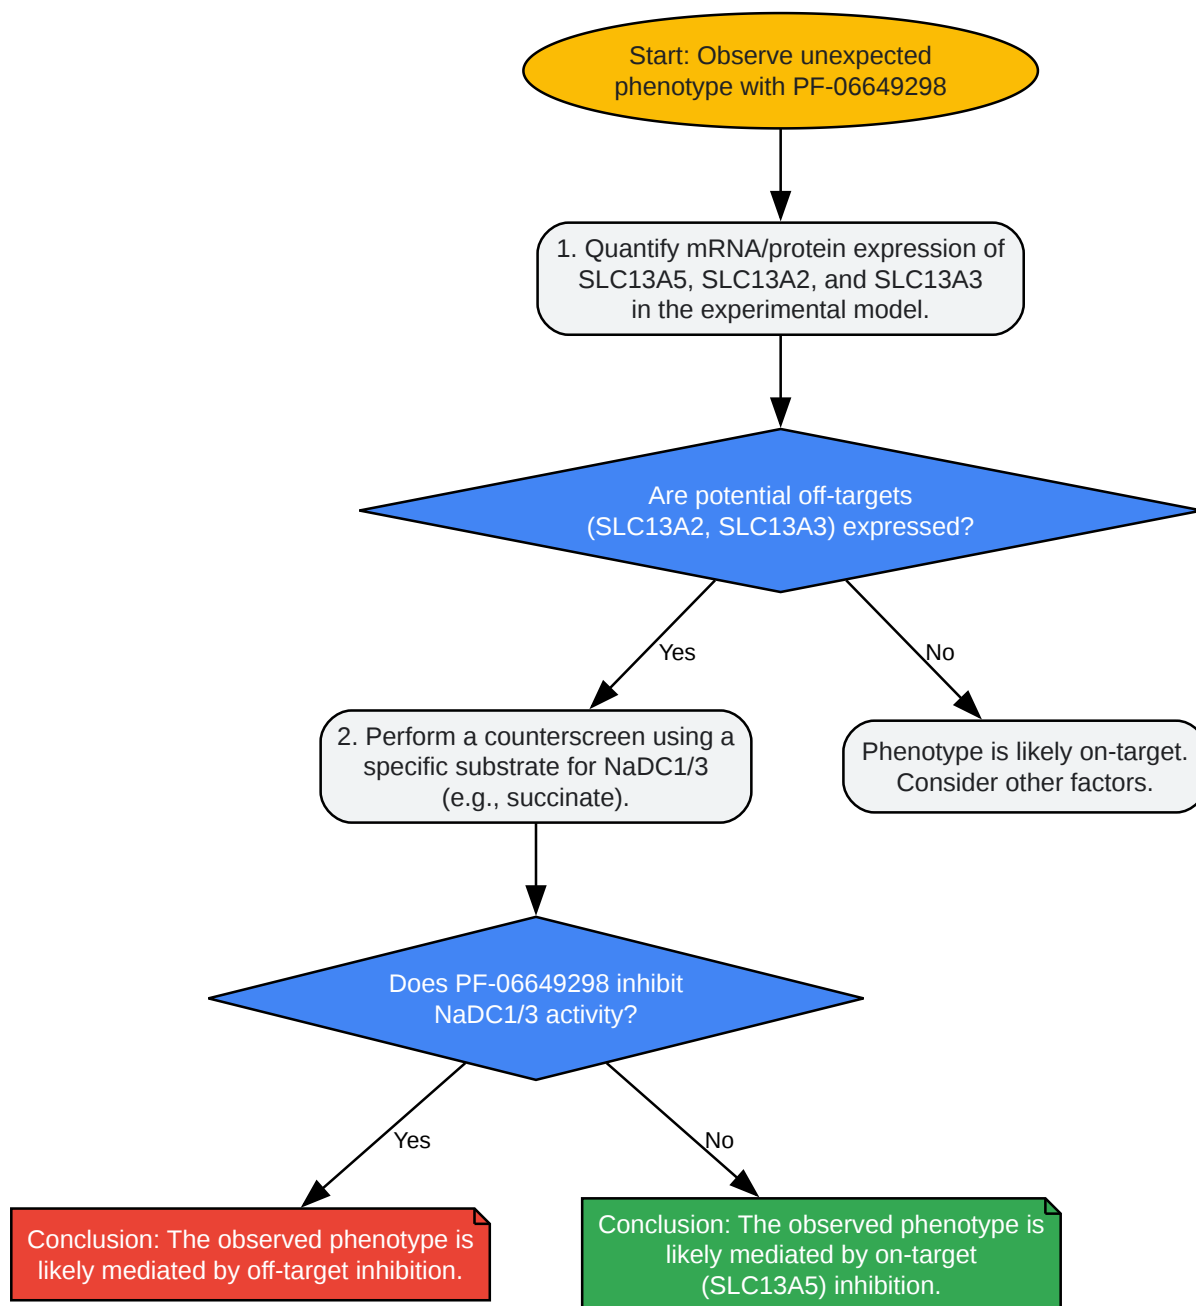 Start: Observe unexpected
phenotype with PF-06649298
1. Quantify mRNA/protein expression of
SLC13A5, SLC13A2, and SLC13A3
in the experimental model.
Are potential off-targets
(SLC13A2, SLC13A3) expressed?
Yes
No
2. Perform a counterscreen using a
specific substrate for NaDC1/3
(e.g., succinate).
Phenotype is likely on-target.
Consider other factors.
Does PF-06649298 inhibit
NaDC1/3 activity?
Yes
No
Conclusion: The observed phenotype is
likely mediated by off-target inhibition.
Conclusion: The observed phenotype is
likely mediated by on-target
(SLC13A5) inhibition.